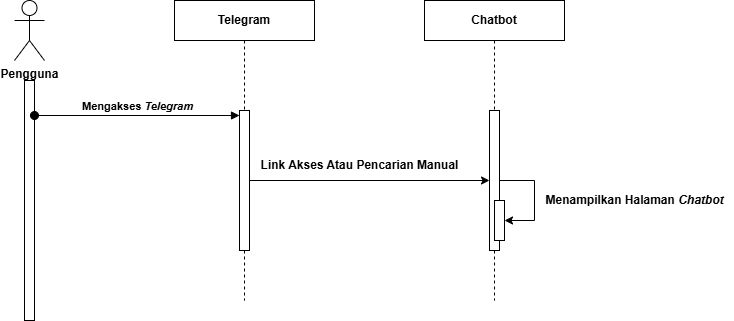 Telegram
Chatbot
Pengguna
Mengakses Telegram
Link Akses Atau Pencarian Manual
Menampilkan Halaman Chatbot